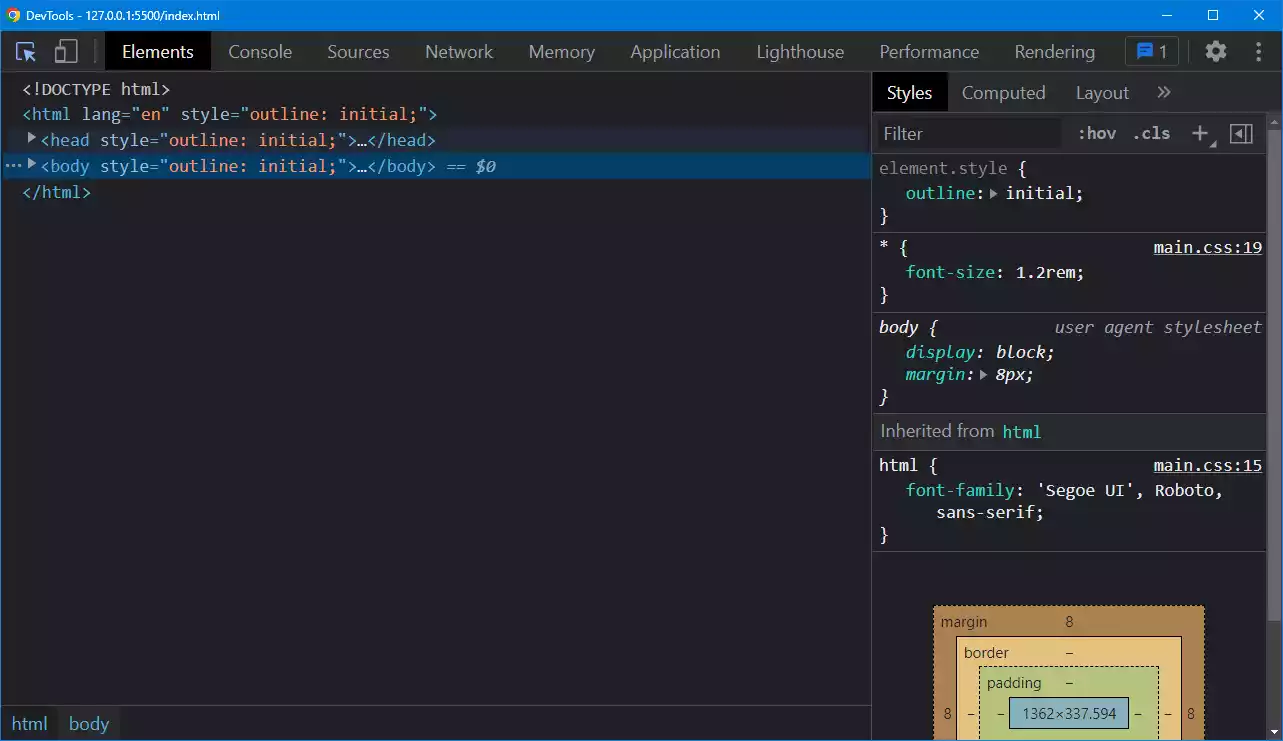 DevTools - 127.0.0.1:5500/index.html
Elements Console Sources Network Memory Application Lighthouse Performance Rendering 1
<!DOCTYPE html>
<html lang="en" style="outline: initial;">
<head style="outline: initial;">…</head>
<body style="outline: initial;">…</body> == $0
</html>
html body
Styles Computed Layout »
Filter :hov .cls +
element.style {
outline: initial;
}
* { main.css:19
font-size: 1.2rem;
}
body { user agent stylesheet
display: block;
margin: 8px;
}
Inherited from html
html { main.css:15
font-family: 'Segoe UI', Roboto,
sans-serif;
}
margin 8
border –
padding –
8 – – 1362×337.594 – – 8